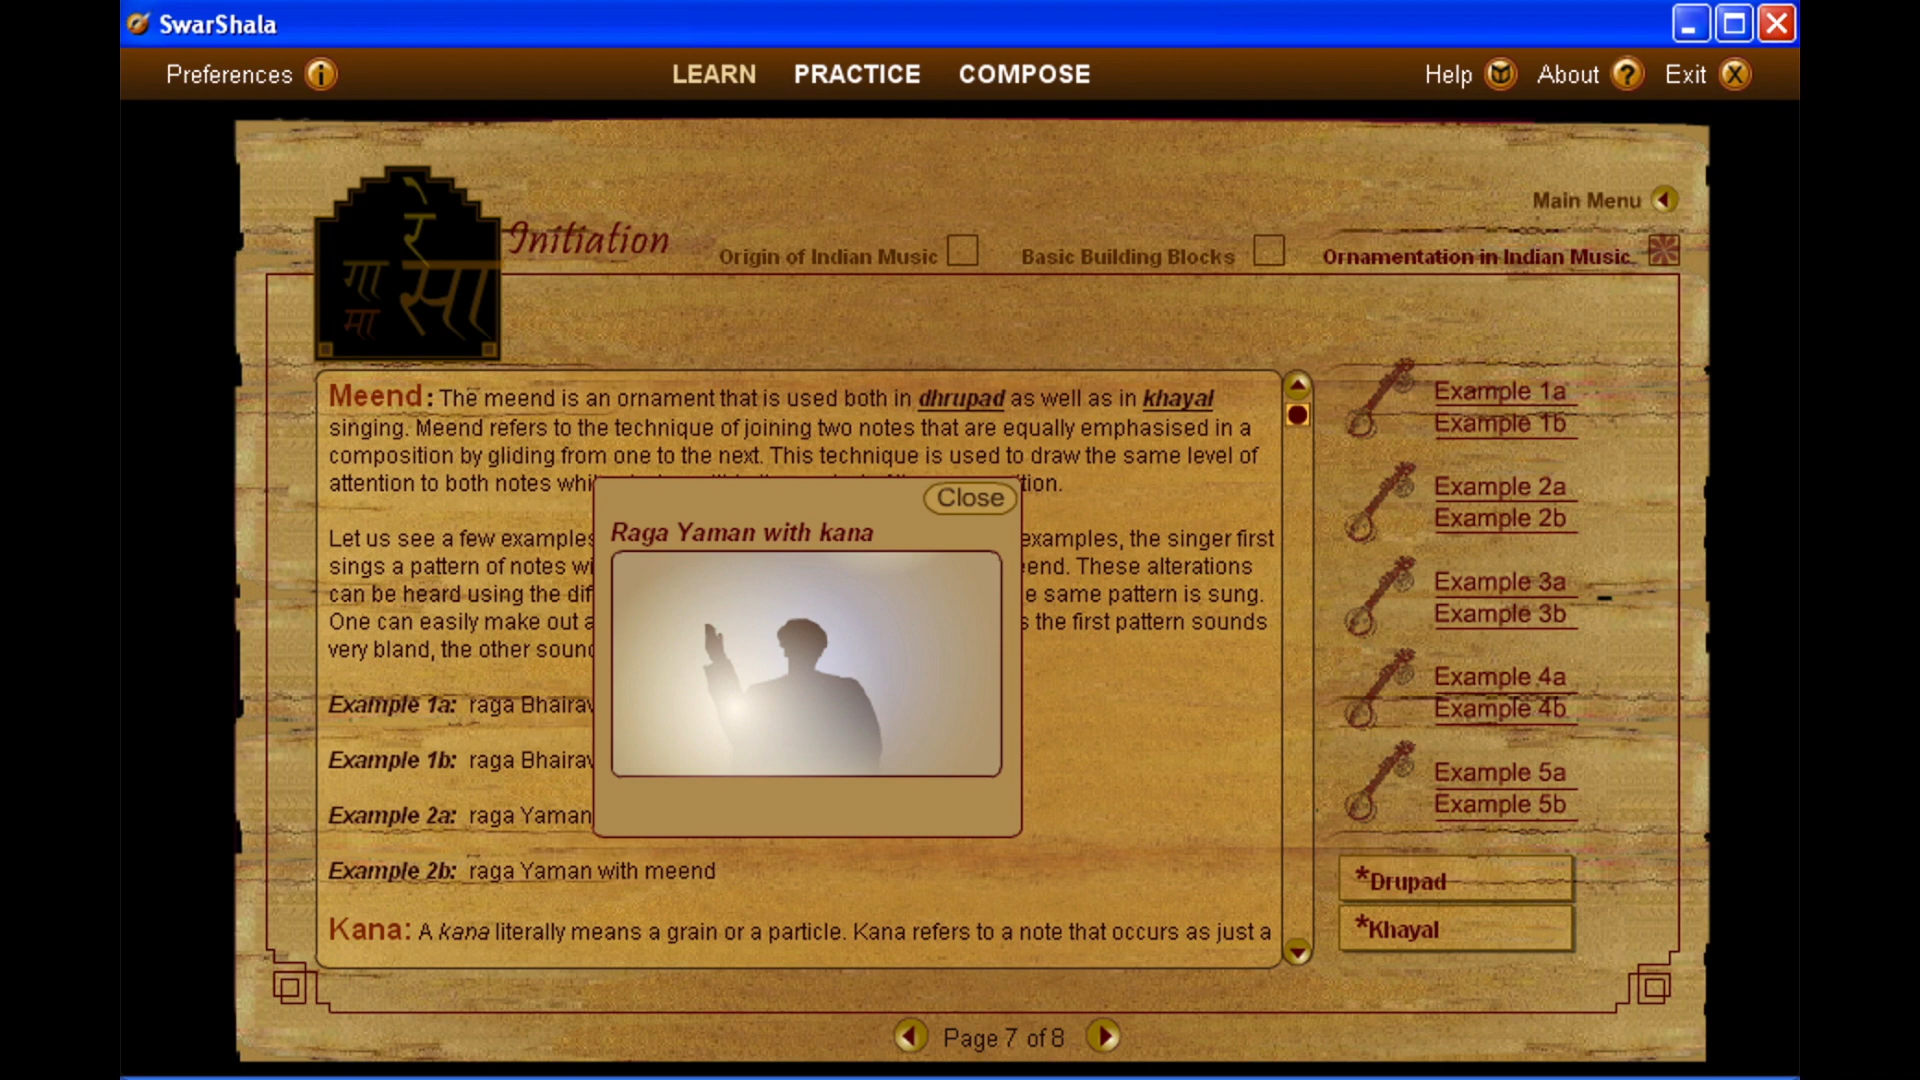 SwarShala
Preferences
LEARN PRACTICE COMPOSE
Help About ? Exit X
Main Menu
रे
गा सा
मा
Initiation
Origin of Indian Music
Basic Building Blocks
Ornamentation in Indian Music
Meend: The meend is an ornament that is used both in dhrupad as well as in khayal
singing. Meend refers to the technique of joining two notes that are equally emphasised in a
composition by gliding from one to the next. This technique is used to draw the same level of
attention to both notes tion.
Let us see a few examples examples, the singer first
sings a pattern of notes These alterations
can be heard using the same pattern is sung.
One can easily make out a the first pattern sounds
very bland, the other
Example 1a: raga
Example 1b: raga
Example 2a: raga Yaman
Example 2b: raga Yaman with meend
Kana: A kana literally means a grain or a particle. Kana refers to a note that occurs as just a
Close
Raga Yaman with kana
Example 1a
Example 1b
Example 2a
Example 2b
Example 3a
Example 3b
Example 4a
Example 4b
Example 5a
Example 5b
*Drupad
*Khayal
Page 7 of 8